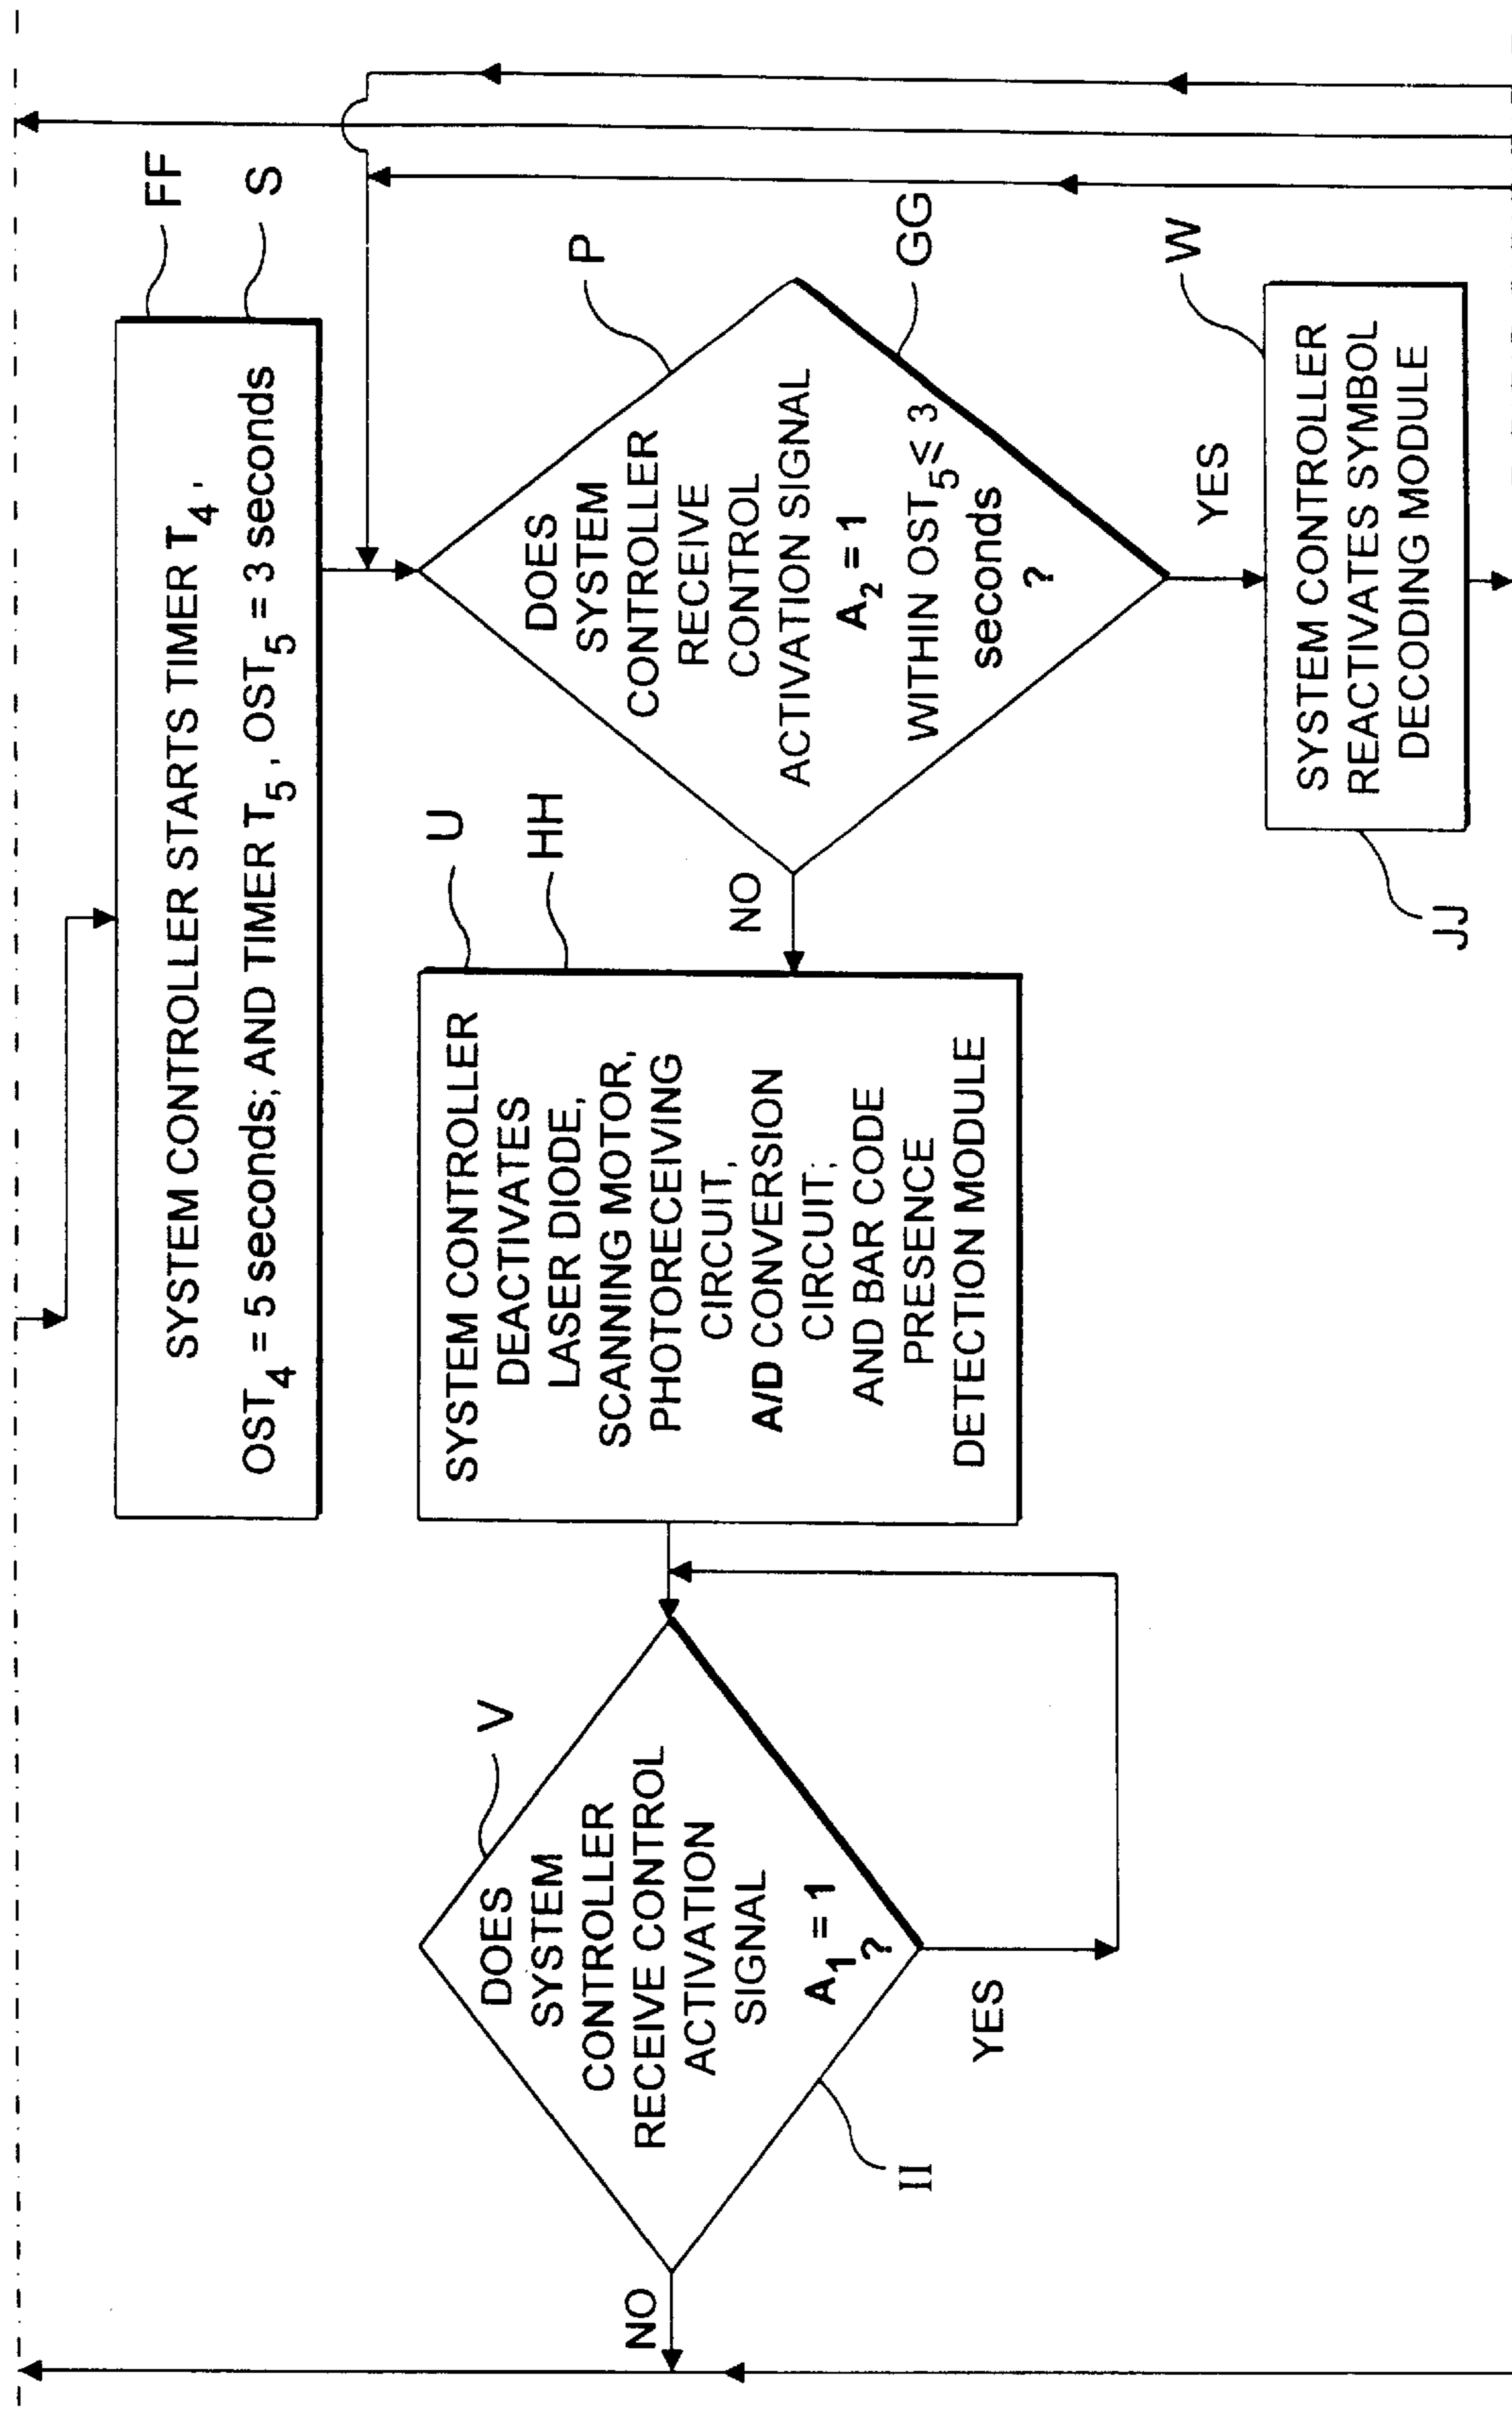 SYSTEM CONTROLLER STARTS TIMER T4,
OST4 = 5 seconds; AND TIMER T5, OST5 = 3 seconds
FF
S
DOES
SYSTEM
CONTROLLER
RECEIVE CONTROL
ACTIVATION
SIGNAL
A1 = 1
?
V
II
NO
YES
SYSTEM CONTROLLER
DEACTIVATES
LASER DIODE,
SCANNING MOTOR,
PHOTORECEIVING
CIRCUIT,
A/D CONVERSION
CIRCUIT,
AND BAR CODE
PRESENCE
DETECTION MODULE
U
HH
NO
DOES
SYSTEM
CONTROLLER
RECEIVE
CONTROL
ACTIVATION SIGNAL
A2 = 1
WITHIN OST5 ≤ 3
seconds
?
P
GG
YES
SYSTEM CONTROLLER
REACTIVATES SYMBOL
DECODING MODULE
W
JJ